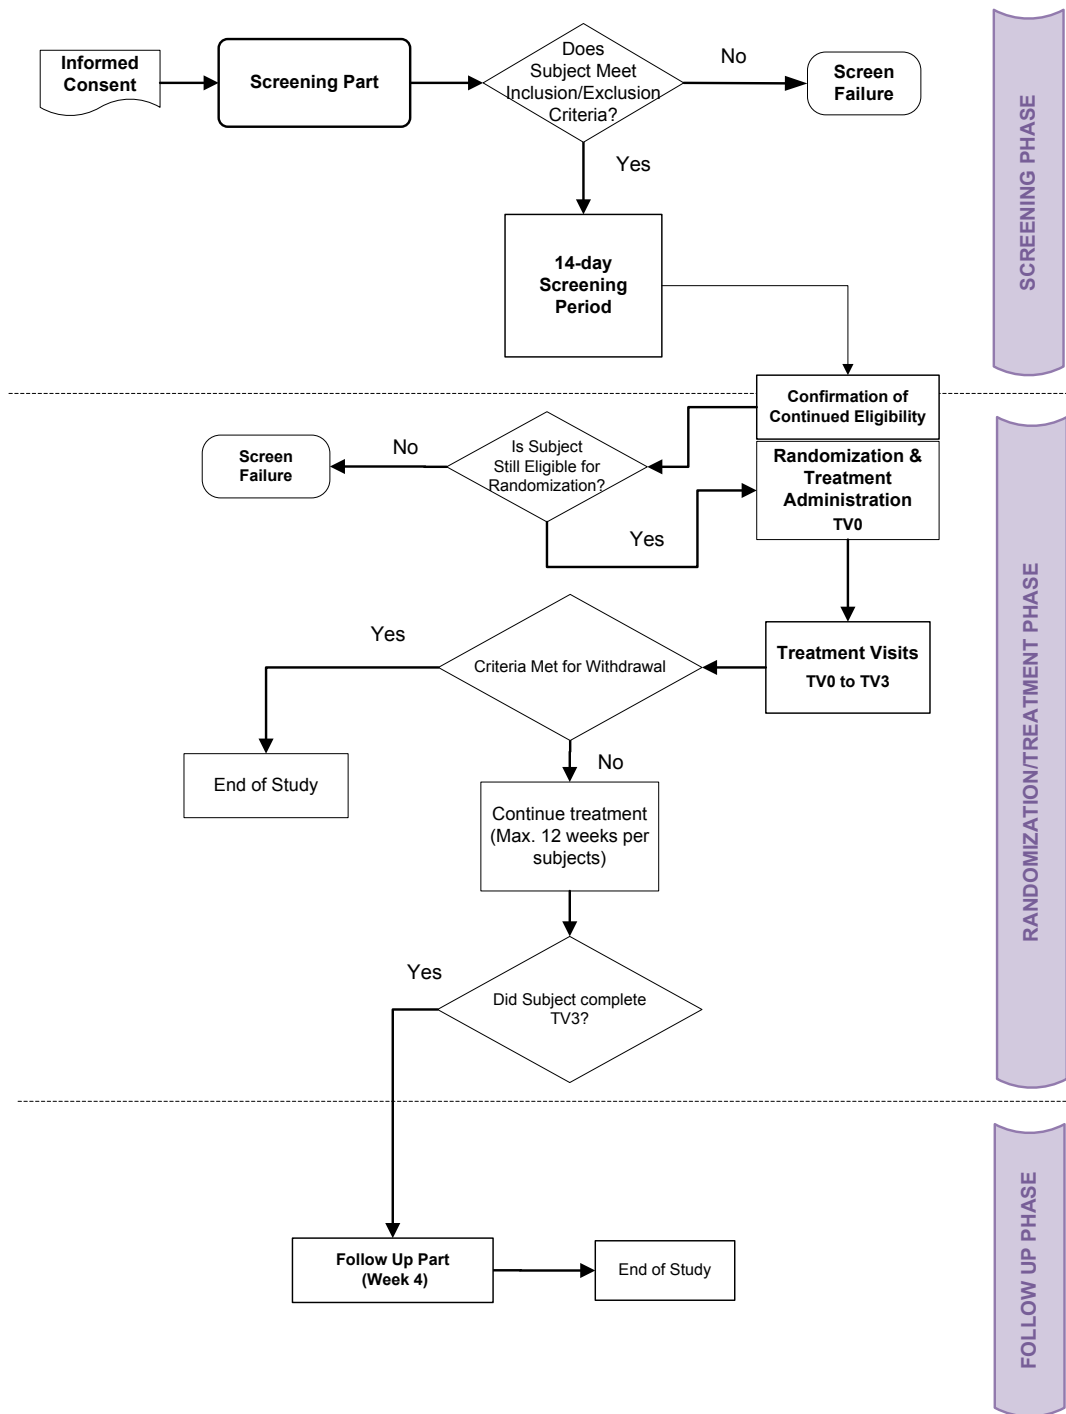 Informed
Consent
Screening Part
Does
Subject Meet
Inclusion/Exclusion
Criteria?
No
Screen
Failure
Yes
14-day
Screening
Period
SCREENING PHASE
Confirmation of
Continued Eligibility
Is Subject
Still Eligible for
Randomization?
No
Screen
Failure
Yes
Randomization &
Treatment
Administration
TV0
Treatment Visits
TV0 to TV3
Criteria Met for Withdrawal
Yes
End of Study
No
Continue treatment
(Max. 12 weeks per
subjects)
Did Subject complete
TV3?
Yes
RANDOMIZATION/TREATMENT PHASE
Follow Up Part
(Week 4)
End of Study
FOLLOW UP PHASE